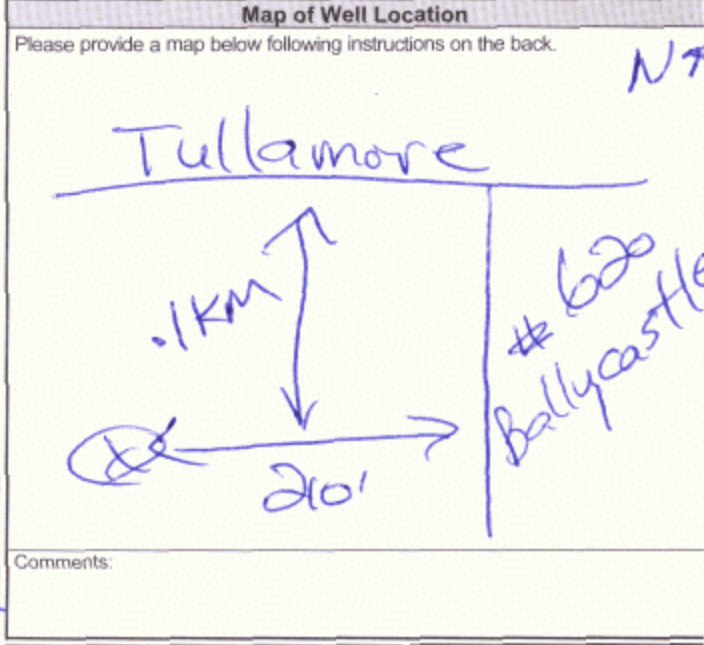 Map of Well Location
Please provide a map below following instructions on the back.
N
Tullamore
.1KM
# 620
Ballycastle
210'
Comments: